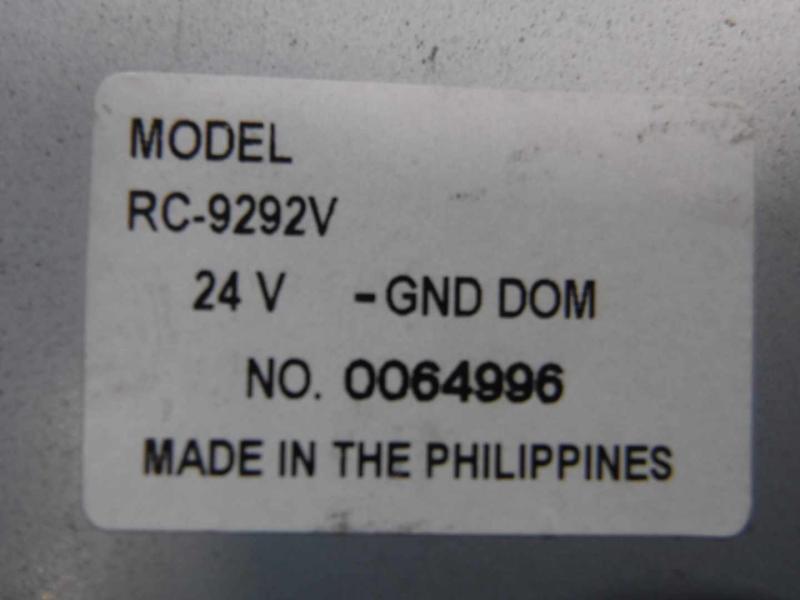 MODEL
RC-9292V
24 V -GND DOM
NO. 0064996
MADE IN THE PHILIPPINES